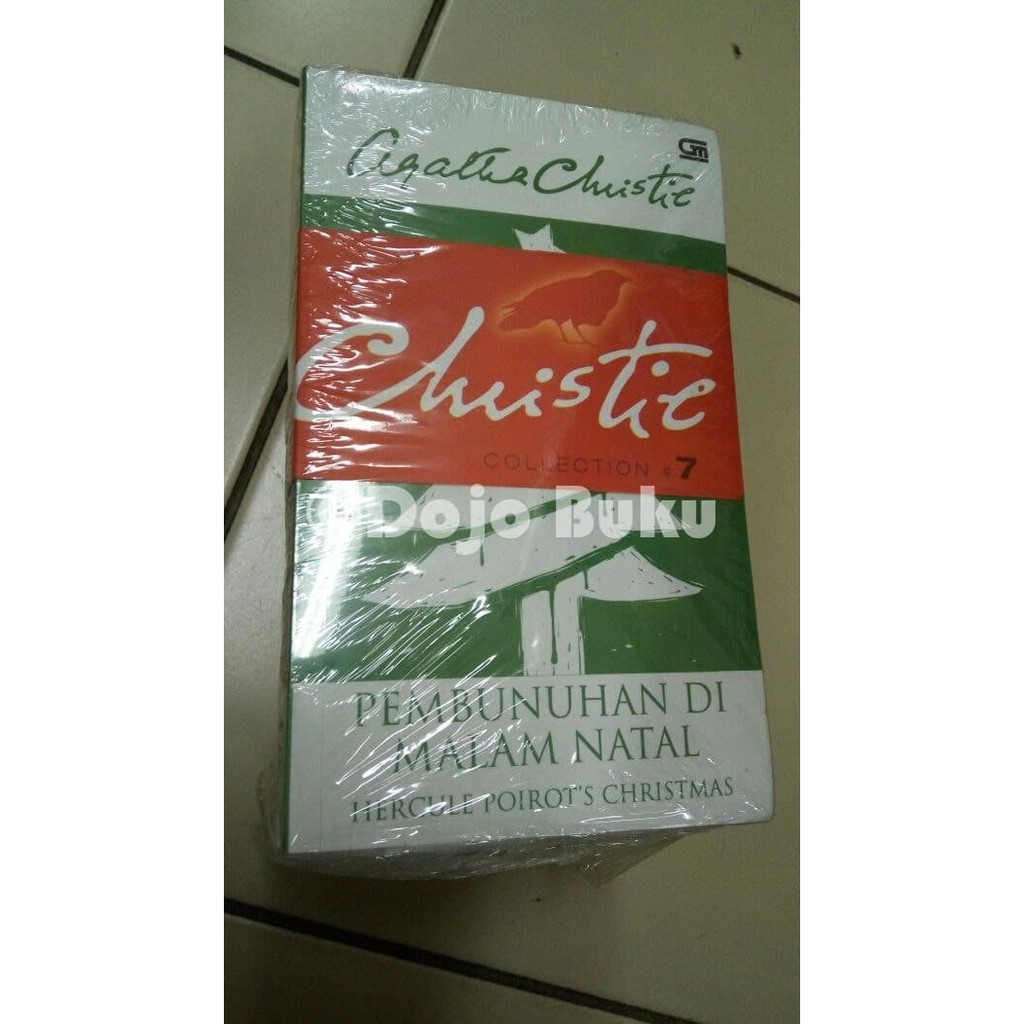 Agatha Christie
GM
Christie
COLLECTION #7
© Dojo Buku
PEMBUNUHAN DI
MALAM NATAL
HERCULE POIROT'S CHRISTMAS